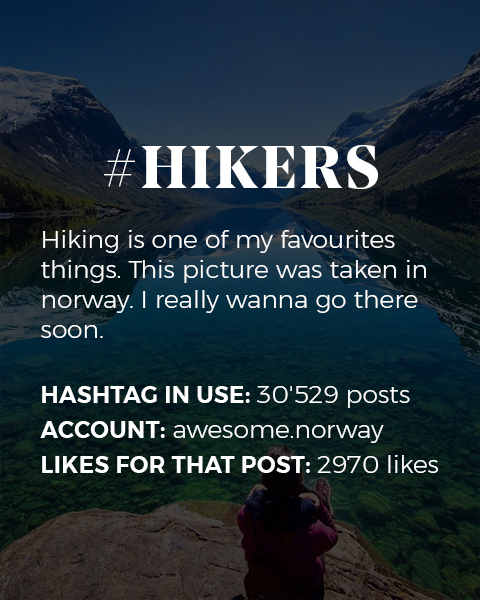 #HIKERS
Hiking is one of my favourites
things. This picture was taken in
norway. I really wanna go there
soon.
HASHTAG IN USE: 30'529 posts
ACCOUNT: awesome.norway
LIKES FOR THAT POST: 2970 likes